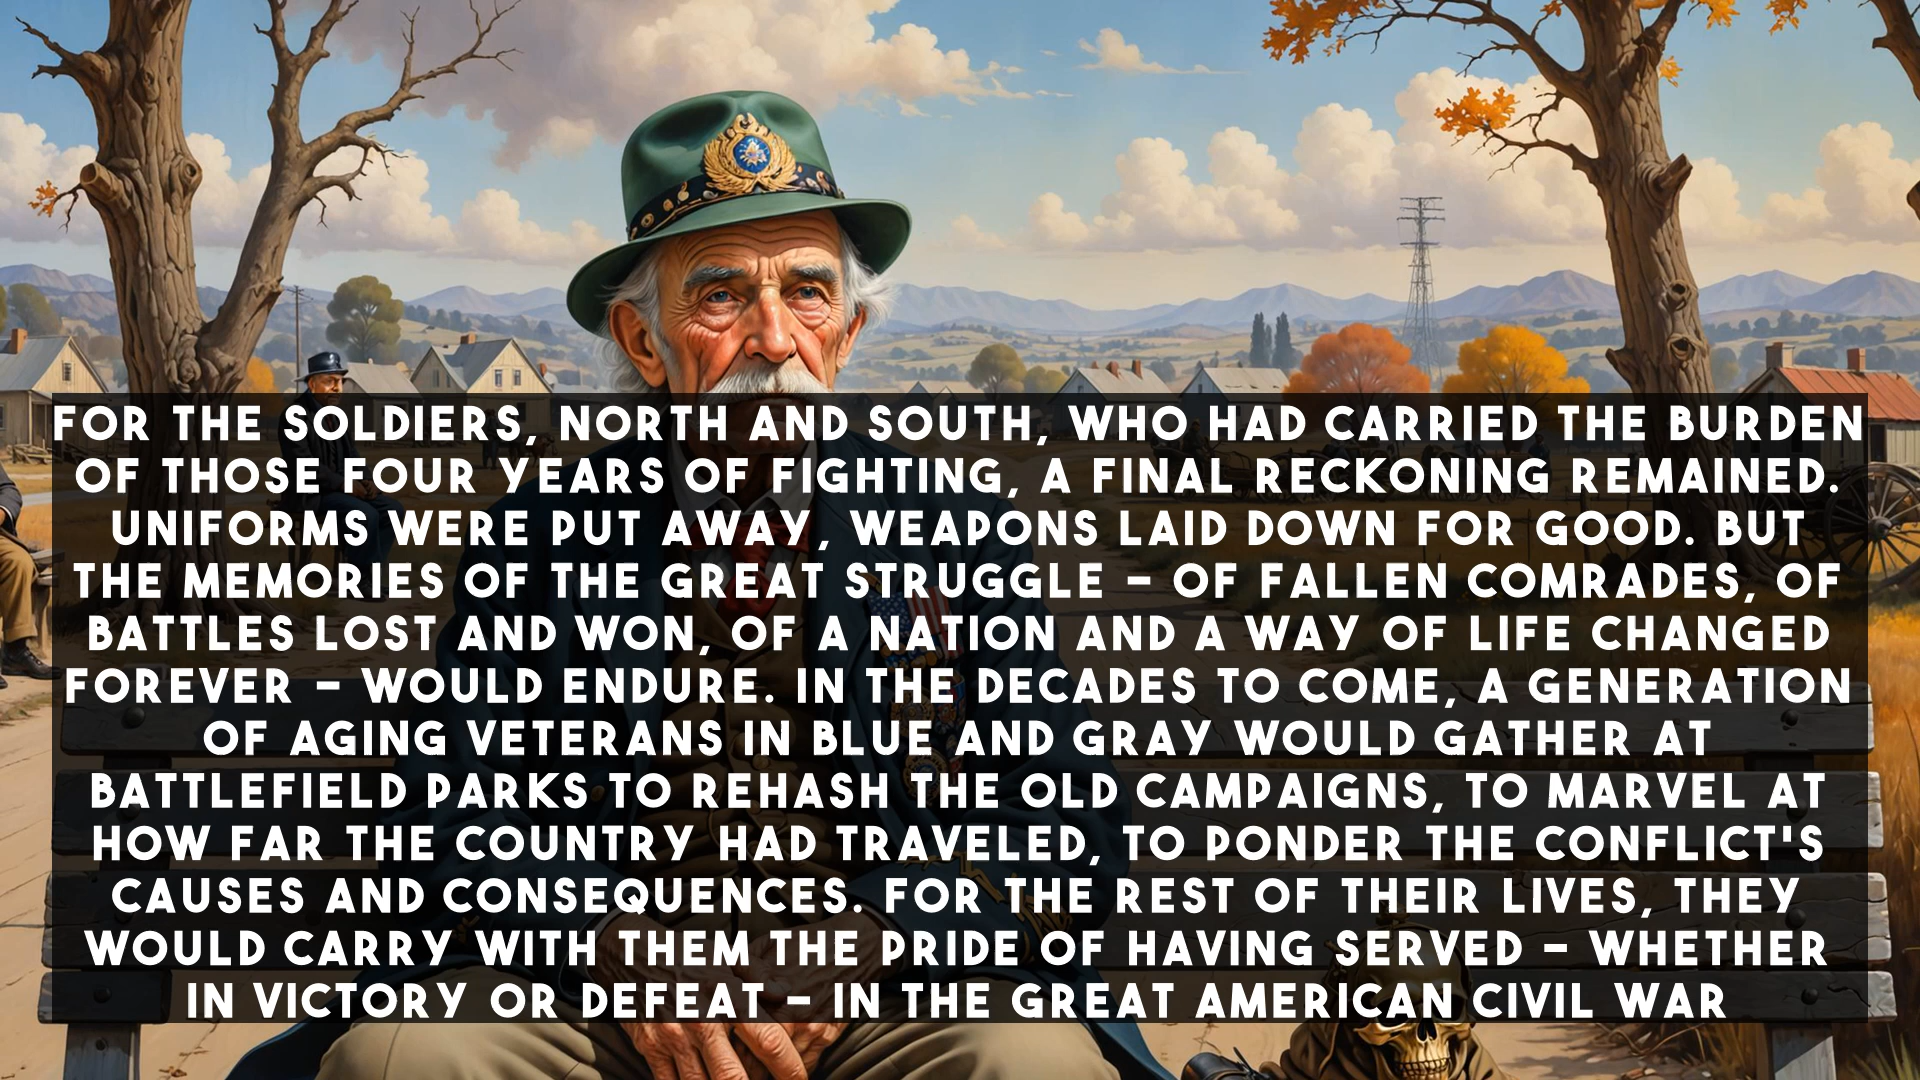 FOR THE SOLDIERS, NORTH AND SOUTH, WHO HAD CARRIED THE BURDEN
OF THOSE FOUR YEARS OF FIGHTING, A FINAL RECKONING REMAINED.
UNIFORMS WERE PUT AWAY, WEAPONS LAID DOWN FOR GOOD. BUT
THE MEMORIES OF THE GREAT STRUGGLE – OF FALLEN COMRADES, OF
BATTLES LOST AND WON, OF A NATION AND A WAY OF LIFE CHANGED
FOREVER – WOULD ENDURE. IN THE DECADES TO COME, A GENERATION
OF AGING VETERANS IN BLUE AND GRAY WOULD GATHER AT
BATTLEFIELD PARKS TO REHASH THE OLD CAMPAIGNS, TO MARVEL AT
HOW FAR THE COUNTRY HAD TRAVELED, TO PONDER THE CONFLICT'S
CAUSES AND CONSEQUENCES. FOR THE REST OF THEIR LIVES, THEY
WOULD CARRY WITH THEM THE PRIDE OF HAVING SERVED – WHETHER
IN VICTORY OR DEFEAT – IN THE GREAT AMERICAN CIVIL WAR